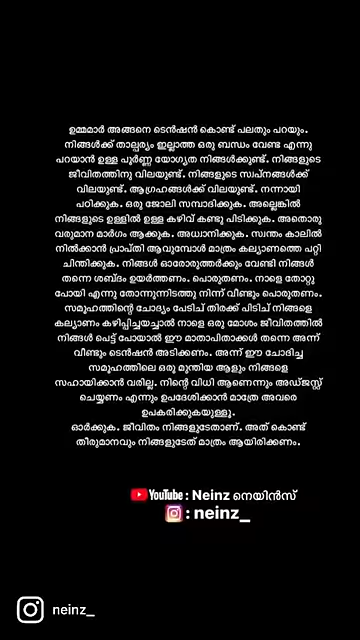 ഉമ്മമാർ അങ്ങനെ ടെൻഷൻ കൊണ്ട് പലതും പറയും.
നിങ്ങൾക്ക് താല്പര്യം ഇല്ലാത്ത ഒരു ബന്ധം വേണ്ട എന്നു
പറയാൻ ഉള്ള പൂർണ്ണ യോഗ്യത നിങ്ങൾക്കുണ്ട്. നിങ്ങളുടെ
ജീവിതത്തിനു വിലയുണ്ട്. നിങ്ങളുടെ സ്വപ്നങ്ങൾക്ക്
വിലയുണ്ട്. ആഗ്രഹങ്ങൾക്ക് വിലയുണ്ട്. നന്നായി
പഠിക്കുക. ഒരു ജോലി സമ്പാദിക്കുക. അല്ലെങ്കിൽ
നിങ്ങളുടെ ഉള്ളിൽ ഉള്ള കഴിവ് കണ്ടു പിടിക്കുക. അതൊരു
വരുമാന മാർഗം ആക്കുക. അധ്വാനിക്കുക. സ്വന്തം കാലിൽ
നിൽക്കാൻ പ്രാപ്തി ആവുമ്പോൾ മാത്രം കല്യാണത്തെ പറ്റി
ചിന്തിക്കുക. നിങ്ങൾ ഓരോരുത്തർക്കും വേണ്ടി നിങ്ങൾ
തന്നെ ശബ്ദം ഉയർത്തണം. പൊരുതണം. നാളെ തോറ്റു
പോയി എന്നു തോന്നുന്നിടത്തു നിന്ന് വീണ്ടും പൊരുതണം.
സമൂഹത്തിന്റെ ചോദ്യം പേടിച് തിരക്ക് പിടിച് നിങ്ങളെ
കല്യാണം കഴിപ്പിച്ചയച്ചാൽ നാളെ ഒരു മോശം ജീവിതത്തിൽ
നിങ്ങൾ പെട്ട് പോയാൽ ഈ മാതാപിതാക്കൾ തന്നെ അന്ന്
വീണ്ടും ടെൻഷൻ അടിക്കണം. അന്ന് ഈ ചോദിച്ച
സമൂഹത്തിലെ ഒരു മുന്തിയ ആളും നിങ്ങളെ
സഹായിക്കാൻ വരില്ല. നിന്റെ വിധി ആണെന്നും അഡ്ജസ്റ്റ്
ചെയ്യണം എന്നും ഉപദേശിക്കാൻ മാത്രേ അവരെ
ഉപകരിക്കുകയുള്ളൂ.
ഓർക്കുക. ജീവിതം നിങ്ങളുടേതാണ്. അത് കൊണ്ട്
തീരുമാനവും നിങ്ങളുടേത് മാത്രം ആയിരിക്കണം.
YouTube : Neinz നെയിൻസ്
: neinz_
neinz_